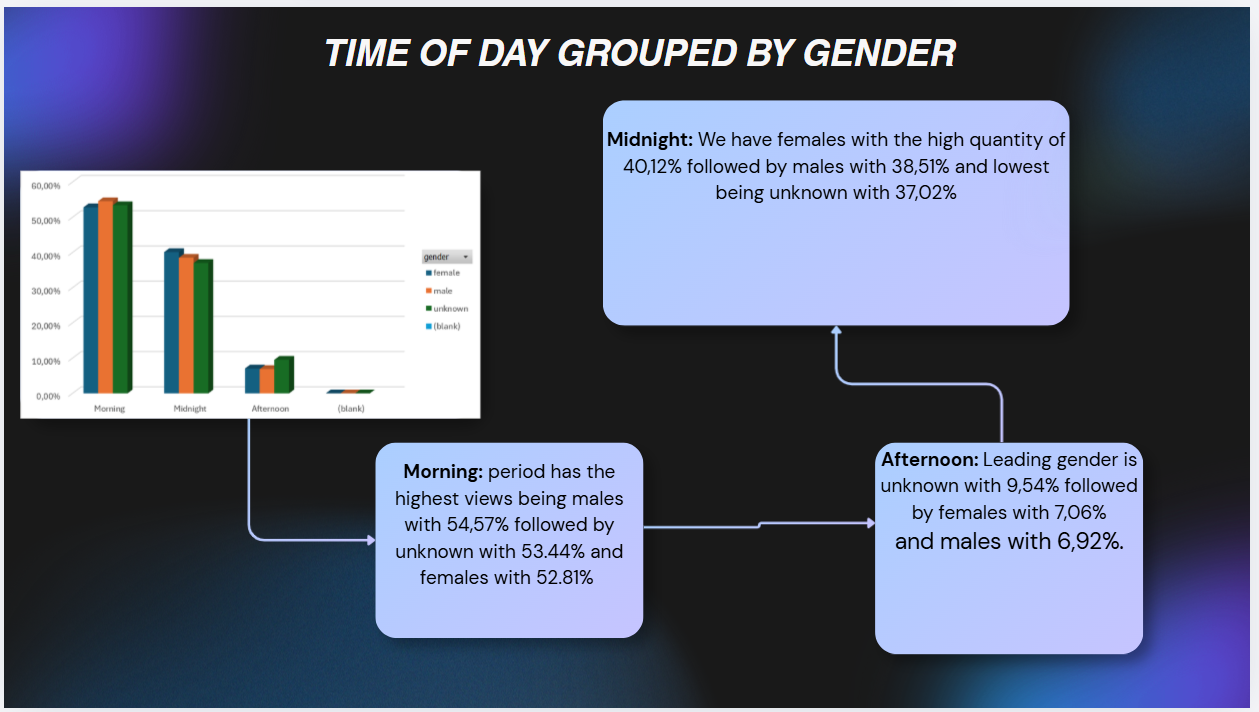 TIME OF DAY GROUPED BY GENDER
Midnight: We have females with the high quantity of
40,12% followed by males with 38,51% and lowest
being unknown with 37,02%
60,00%
50,00%
40,00%
30,00%
20,00%
10,00%
0,00%
Morning
Midnight
Afternoon
(blank)
gender
female
male
unknown
(blank)
Morning: period has the
highest views being males
with 54,57% followed by
unknown with 53.44% and
females with 52.81%
Afternoon: Leading gender is
unknown with 9,54% followed
by females with 7,06%
and males with 6,92%.